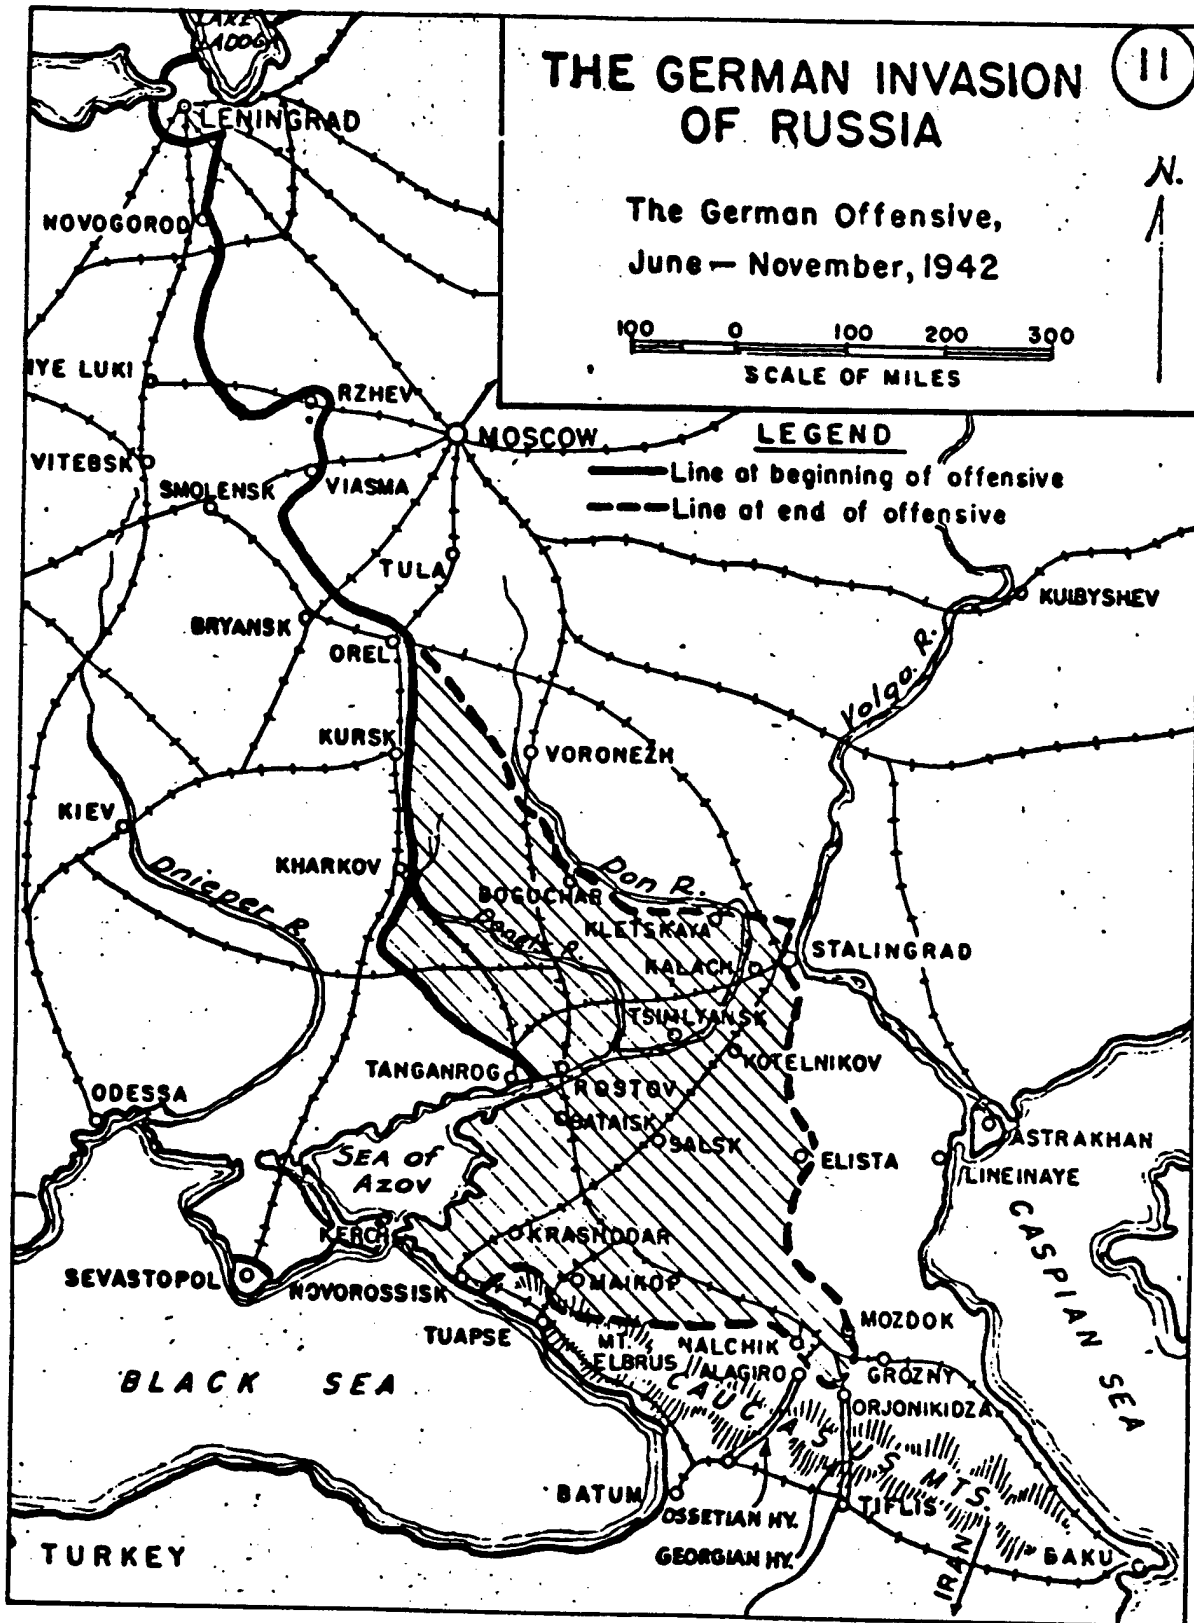 11
THE GERMAN INVASION
OF RUSSIA
The German Offensive,
June — November, 1942
N.
100 0 100 200 300
SCALE OF MILES
LEGEND
Line at beginning of offensive
Line at end of offensive
LENINGRAD
NOVOGOROD
LUKI
RZHEV
MOSCOW
VITEBSK
SMOLENSK
VIASMA
TULA
KUIBYSHEV
BRYANSK
OREL
Volga. R.
KURSK
VORONEZH
KIEV
KHARKOV
Dnieper R.
Don R.
BOGUCHAR
KLETSKAYA
Donets R.
STALINGRAD
KALACH
TSIMLYANSK
KOTELNIKOV
TANGANROG
ROSTOV
ODESSA
BATAISK
SALSK
ASTRAKHAN
ELISTA
LINEINAYE
SEA of
AZOV
KERCH
KRASNODAR
CASPIAN SEA
SEVASTOPOL
NOVOROSSISK
MAIKOP
TUAPSE
MT.
ELBRUS
NALCHIK
MOZDOK
ALAGIRO
GROZNY
BLACK SEA
CAUCASUS MTS.
ORJONIKIDZA
BATUM
OSSETIAN HY.
TIFLIS
GEORGIAN HY.
TURKEY
IRAN
BAKU